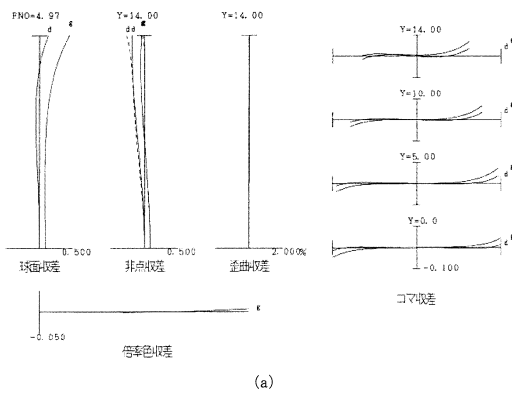 FNO=4.97
d g
0.500
球面収差
Y=14.00
d d g
0.500
非点収差
Y=14.00
2.000%
歪曲収差
Y=14.00
d g
Y=10.00
d g
Y=5.00
d g
Y=0.0
d g
-0.100
コマ収差
g
-0.050
倍率色収差
(a)